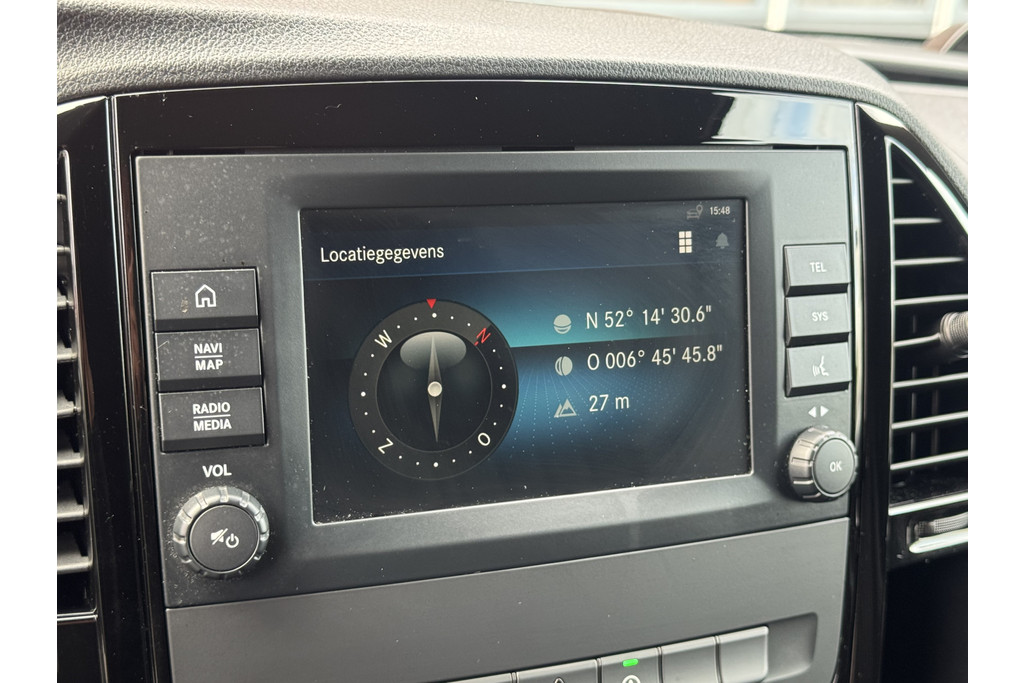 15:48
Locatiegegevens
N
W
O
Z
N 52° 14' 30.6"
O 006° 45' 45.8"
27 m
NAVI
MAP
RADIO
MEDIA
VOL
TEL
SYS
OK